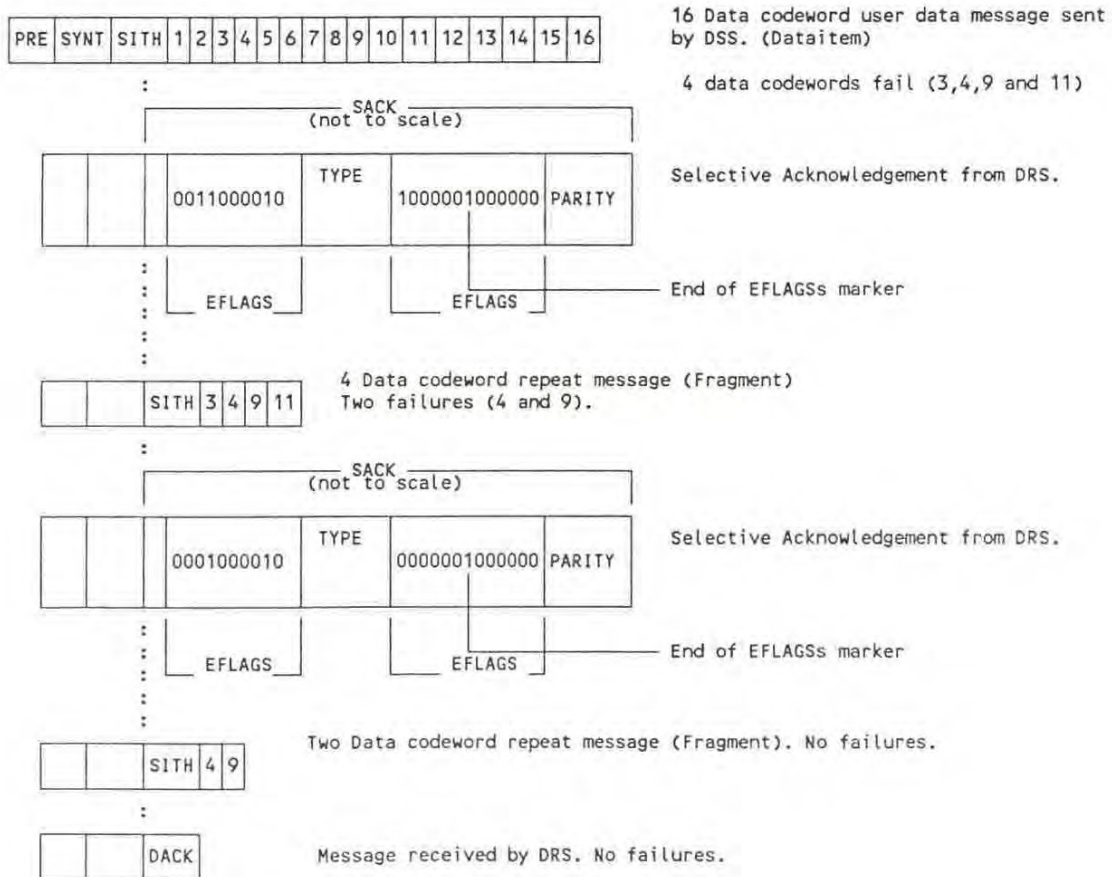 16 Data codeword user data message sent
PRE SYNT SITH 1 2 3 4 5 6 7 8 9 10 11 12 13 14 15 16
by DSS. (Dataitem)
:
4 data codewords fail (3,4,9 and 11)
SACK
(not to scale)
0011000010 TYPE 1000001000000 PARITY
Selective Acknowledgement from DRS.
:
:
:
:
:
EFLAGS EFLAGS
End of EFLAGSs marker
SITH 3 4 9 11
4 Data codeword repeat message (Fragment)
Two failures (4 and 9).
:
SACK
(not to scale)
0001000010 TYPE 0000001000000 PARITY
Selective Acknowledgement from DRS.
:
:
:
:
:
EFLAGS EFLAGS
End of EFLAGSs marker
SITH 4 9
Two Data codeword repeat message (Fragment). No failures.
:
DACK
Message received by DRS. No failures.